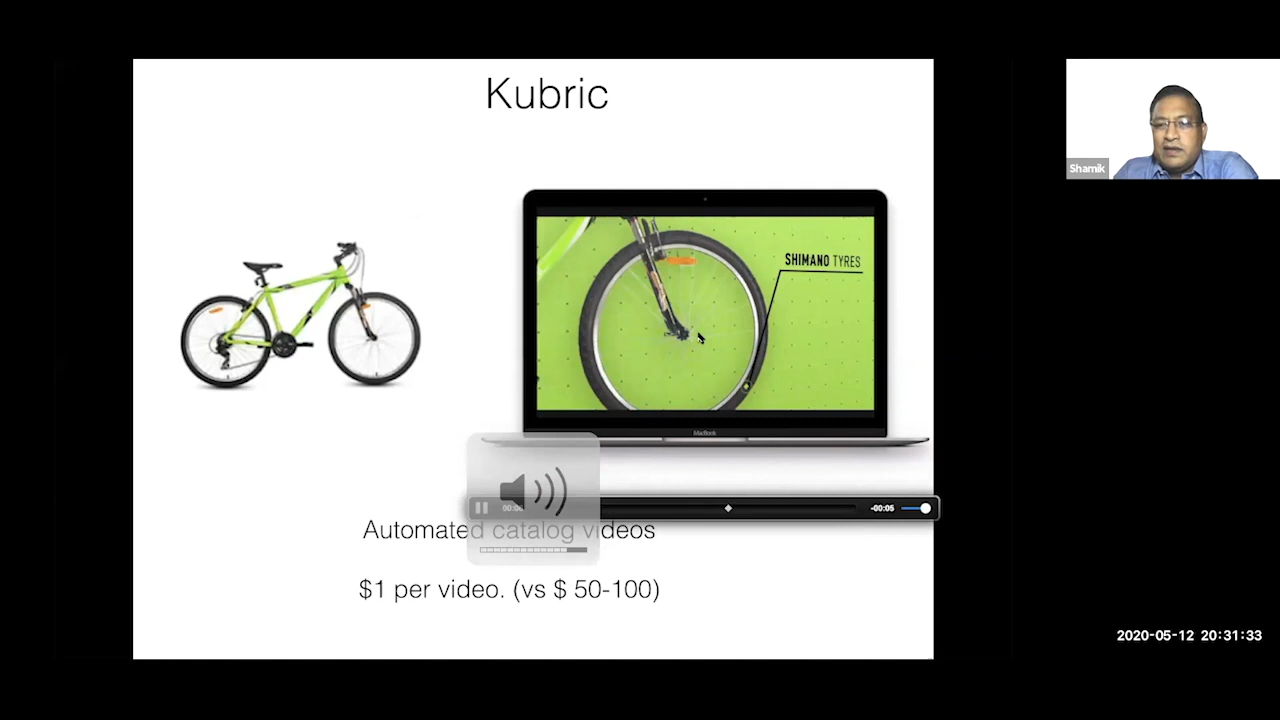 Kubric
Shamik
SHIMANO TYRES
MacBook
-00:05
Automated catalog videos
$1 per video. (vs $ 50-100)
2020-05-12 20:31:33